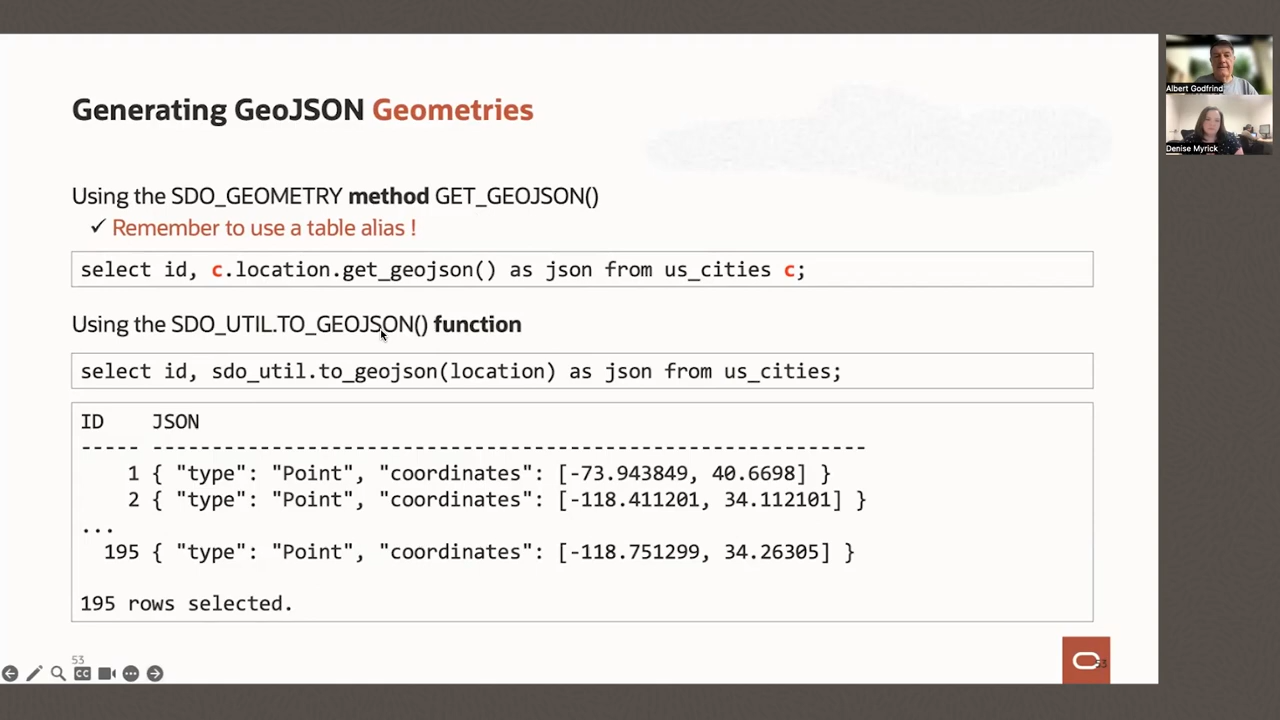 Generating GeoJSON Geometries
Using the SDO_GEOMETRY method GET_GEOJSON()
✓ Remember to use a table alias !
select id, c.location.get_geojson() as json from us_cities c;
Using the SDO_UTIL.TO_GEOJSON() function
select id, sdo_util.to_geojson(location) as json from us_cities;
ID    JSON
----- ------------------------------------------------------------
1 { "type": "Point", "coordinates": [-73.943849, 40.6698] }
2 { "type": "Point", "coordinates": [-118.411201, 34.112101] }
...
195 { "type": "Point", "coordinates": [-118.751299, 34.26305] }
195 rows selected.
53
CC
53
Albert Godfrind
Denise Myrick